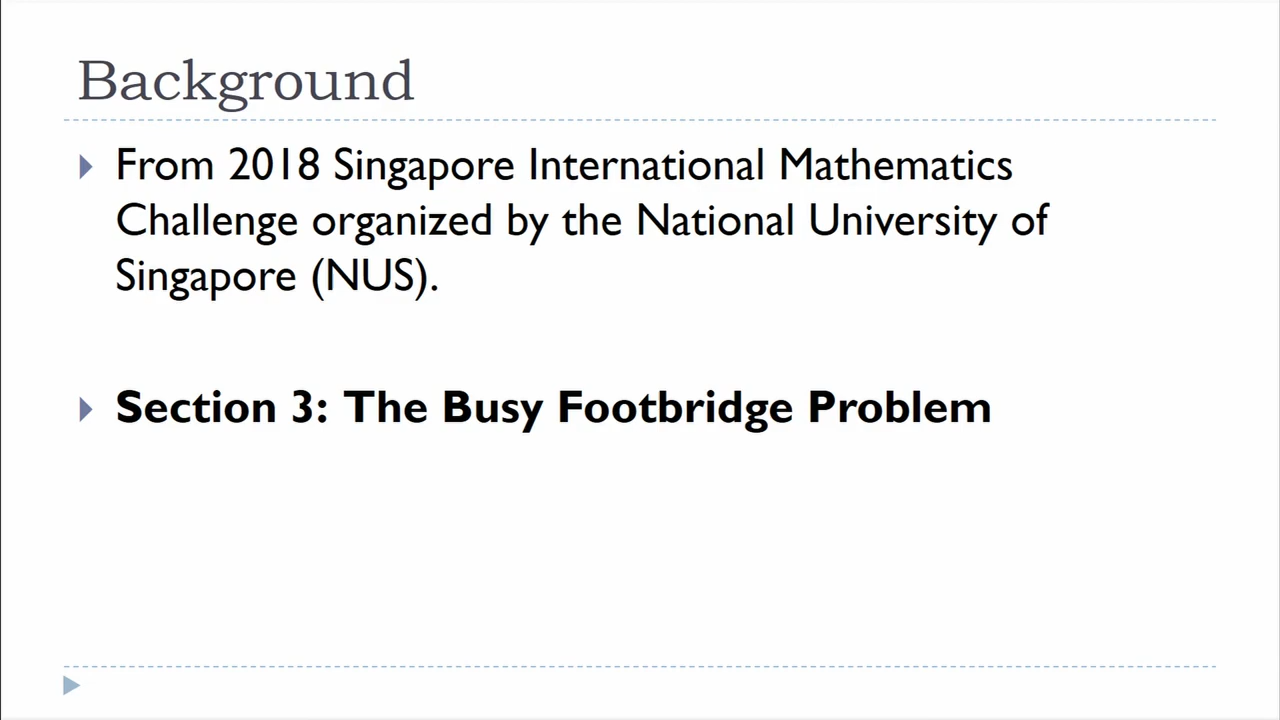 Background
From 2018 Singapore International Mathematics
Challenge organized by the National University of
Singapore (NUS).
Section 3: The Busy Footbridge Problem